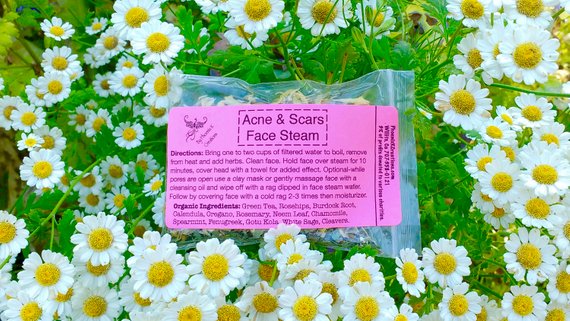 Acne & Scars
Face Steam
Directions: Bring one to two cups of filtered water to boil, remove
from heat and add herbs. Clean face. Hold face over steam for 10
minutes, cover head with a towel for added effect. Optional-while
pores are open use a clay mask or gently massage face with a
cleansing oil and wipe off with a rag dipped in face steam water.
Follow by covering face with a cold rag 2-3 times then moisturizer.
Organic Ingredients: Green Tea, Rosehips, Burdock Root,
Calendula, Oregano, Rosemary, Neem Leaf, Chamomile,
Spearmint, Fenugreek, Gotu Kola, White Sage, Cleavers.